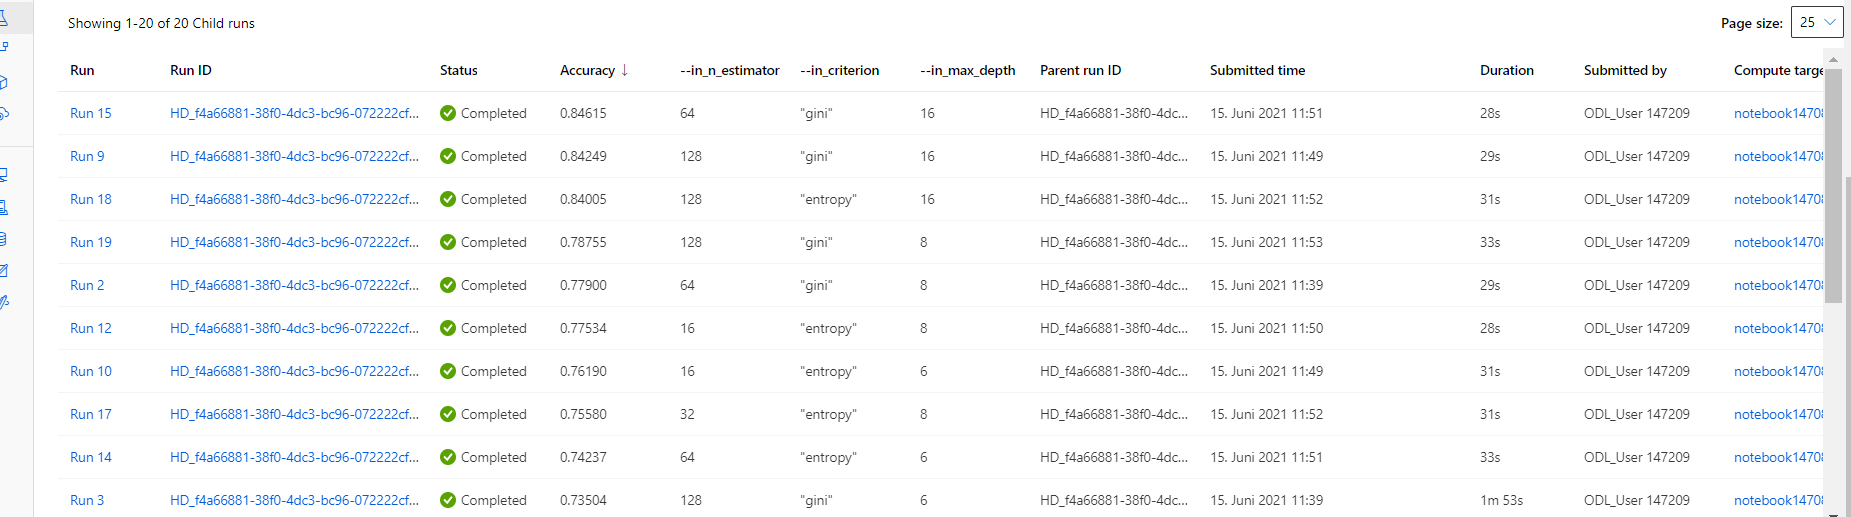 Showing 1-20 of 20 Child runs
Page size: 25
Run Run ID Status Accuracy ↓ --in_n_estimator --in_criterion --in_max_depth Parent run ID Submitted time Duration Submitted by Compute targe
Run 15 HD_f4a66881-38f0-4dc3-bc96-072222cf... Completed 0.84615 64 "gini" 16 HD_f4a66881-38f0-4dc... 15. Juni 2021 11:51 28s ODL_User 147209 notebook14708
Run 9 HD_f4a66881-38f0-4dc3-bc96-072222cf... Completed 0.84249 128 "gini" 16 HD_f4a66881-38f0-4dc... 15. Juni 2021 11:49 29s ODL_User 147209 notebook14708
Run 18 HD_f4a66881-38f0-4dc3-bc96-072222cf... Completed 0.84005 128 "entropy" 16 HD_f4a66881-38f0-4dc... 15. Juni 2021 11:52 31s ODL_User 147209 notebook14708
Run 19 HD_f4a66881-38f0-4dc3-bc96-072222cf... Completed 0.78755 128 "gini" 8 HD_f4a66881-38f0-4dc... 15. Juni 2021 11:53 33s ODL_User 147209 notebook14708
Run 2 HD_f4a66881-38f0-4dc3-bc96-072222cf... Completed 0.77900 64 "gini" 8 HD_f4a66881-38f0-4dc... 15. Juni 2021 11:39 29s ODL_User 147209 notebook14708
Run 12 HD_f4a66881-38f0-4dc3-bc96-072222cf... Completed 0.77534 16 "entropy" 8 HD_f4a66881-38f0-4dc... 15. Juni 2021 11:50 28s ODL_User 147209 notebook14708
Run 10 HD_f4a66881-38f0-4dc3-bc96-072222cf... Completed 0.76190 16 "entropy" 6 HD_f4a66881-38f0-4dc... 15. Juni 2021 11:49 31s ODL_User 147209 notebook14708
Run 17 HD_f4a66881-38f0-4dc3-bc96-072222cf... Completed 0.75580 32 "entropy" 8 HD_f4a66881-38f0-4dc... 15. Juni 2021 11:52 31s ODL_User 147209 notebook14708
Run 14 HD_f4a66881-38f0-4dc3-bc96-072222cf... Completed 0.74237 64 "entropy" 6 HD_f4a66881-38f0-4dc... 15. Juni 2021 11:51 33s ODL_User 147209 notebook14708
Run 3 HD_f4a66881-38f0-4dc3-bc96-072222cf... Completed 0.73504 128 "gini" 6 HD_f4a66881-38f0-4dc... 15. Juni 2021 11:39 1m 53s ODL_User 147209 notebook14708